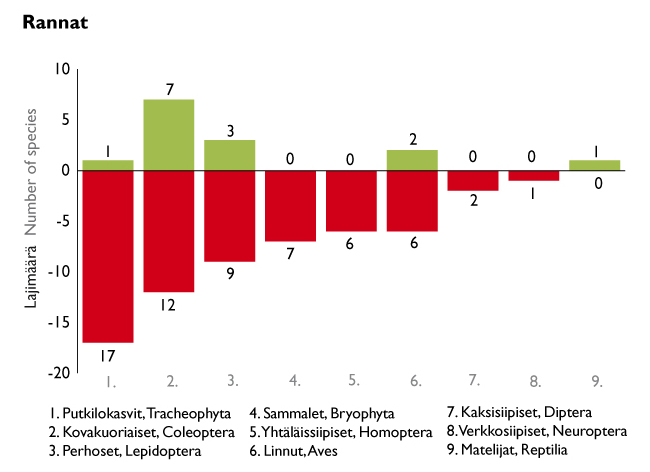 Rannat
Lajimäärä Number of species
10
5
0
-5
-10
-15
-20
1 7 3 0 0 2 0 0 1
17 12 9 7 6 6 2 1 0
1. 2. 3. 4. 5. 6. 7. 8. 9.
1. Putkilokasvit, Tracheophyta
2. Kovakuoriaiset, Coleoptera
3. Perhoset, Lepidoptera
4. Sammalet, Bryophyta
5. Yhtäläissiipiset, Homoptera
6. Linnut, Aves
7. Kaksisiipiset, Diptera
8. Verkkosiipiset, Neuroptera
9. Matelijat, Reptilia